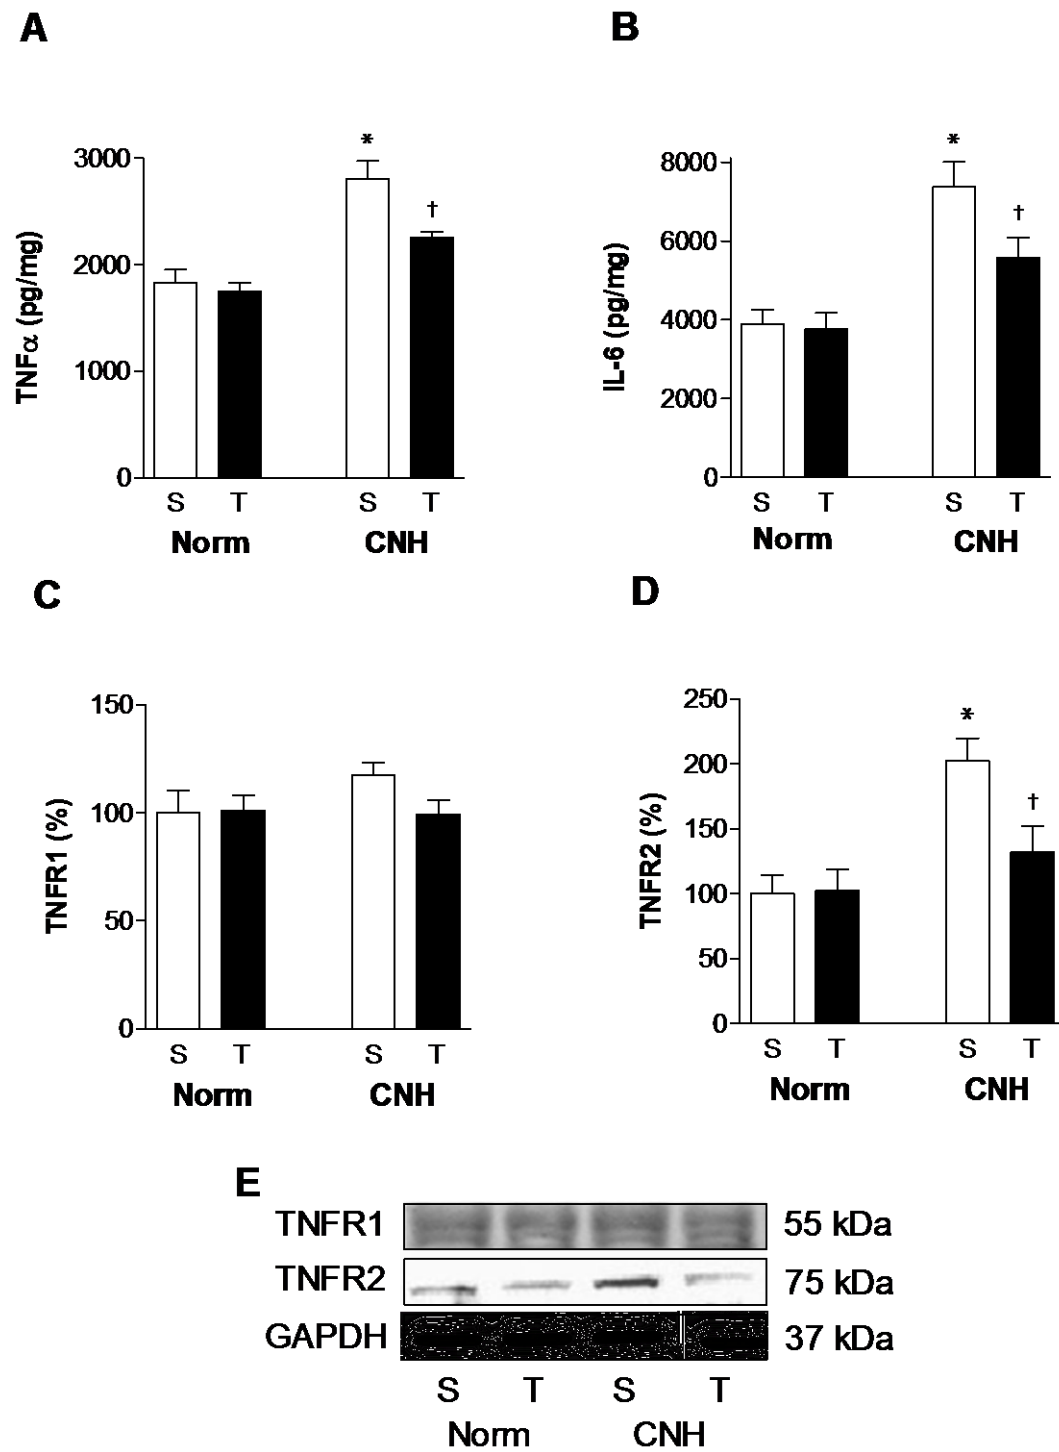 A
TNFα (pg/mg)
3000
2000
1000
0
*
†
S T S T
Norm CNH
B
IL-6 (pg/mg)
8000
6000
4000
2000
0
*
†
S T S T
Norm CNH
C
TNFR1 (%)
150
100
50
0
S T S T
Norm CNH
D
TNFR2 (%)
250
200
150
100
50
0
*
†
S T S T
Norm CNH
E
TNFR1 55 kDa
TNFR2 75 kDa
GAPDH 37 kDa
S T S T
Norm CNH